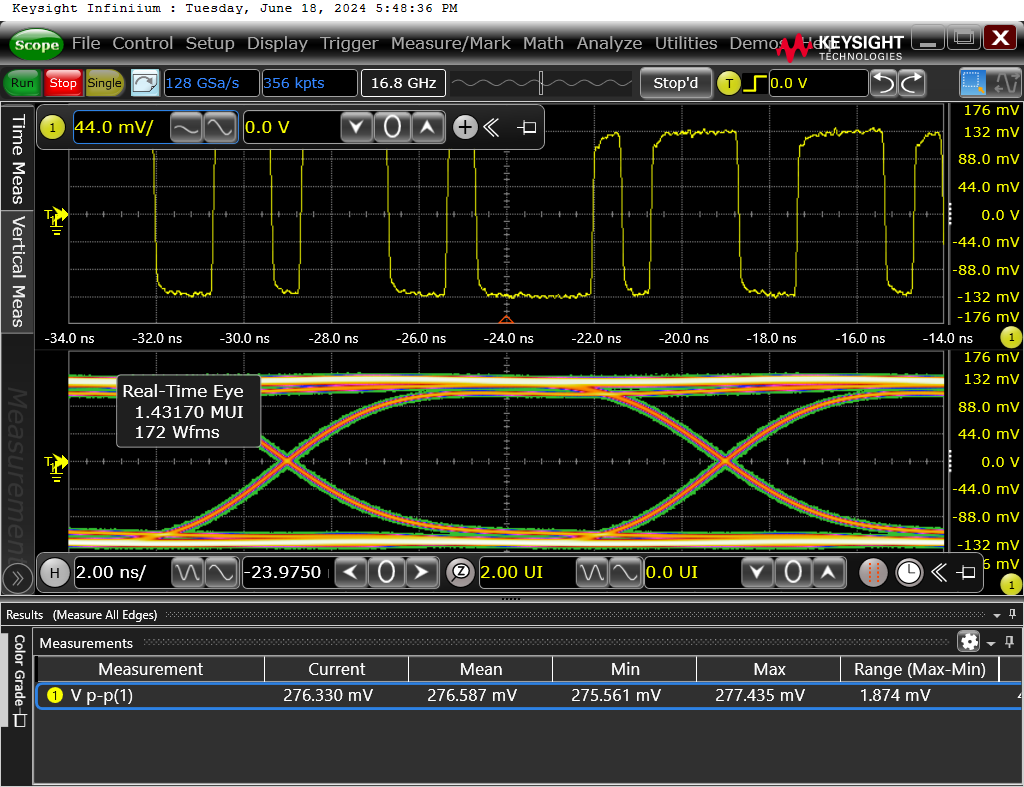 Keysight Infiniium : Tuesday, June 18, 2024 5:48:36 PM
Scope File Control Setup Display Trigger Measure/Mark Math Analyze Utilities Demos Help
KEYSIGHT
TECHNOLOGIES
Run Stop Single 128 GSa/s 356 kpts 16.8 GHz Stop'd T 0.0 V
Time Meas
Vertical Meas
Measurements
1 44.0 mV/ 0.0 V 0
176 mV
132 mV
88.0 mV
44.0 mV
0.0 V
-44.0 mV
-88.0 mV
-132 mV
-176 mV
T
-34.0 ns -32.0 ns -30.0 ns -28.0 ns -26.0 ns -24.0 ns -22.0 ns -20.0 ns -18.0 ns -16.0 ns -14.0 ns 1
176 mV
132 mV
88.0 mV
44.0 mV
0.0 V
-44.0 mV
-88.0 mV
-132 mV
6 mV
T
Real-Time Eye
1.43170 MUI
172 Wfms
H 2.00 ns/ -23.9750 0 Z 2.00 UI 0.0 UI 0 1
Results (Measure All Edges)
Color Grade
Measurements
Measurement Current Mean Min Max Range (Max-Min)
1 V p-p(1) 276.330 mV 276.587 mV 275.561 mV 277.435 mV 1.874 mV